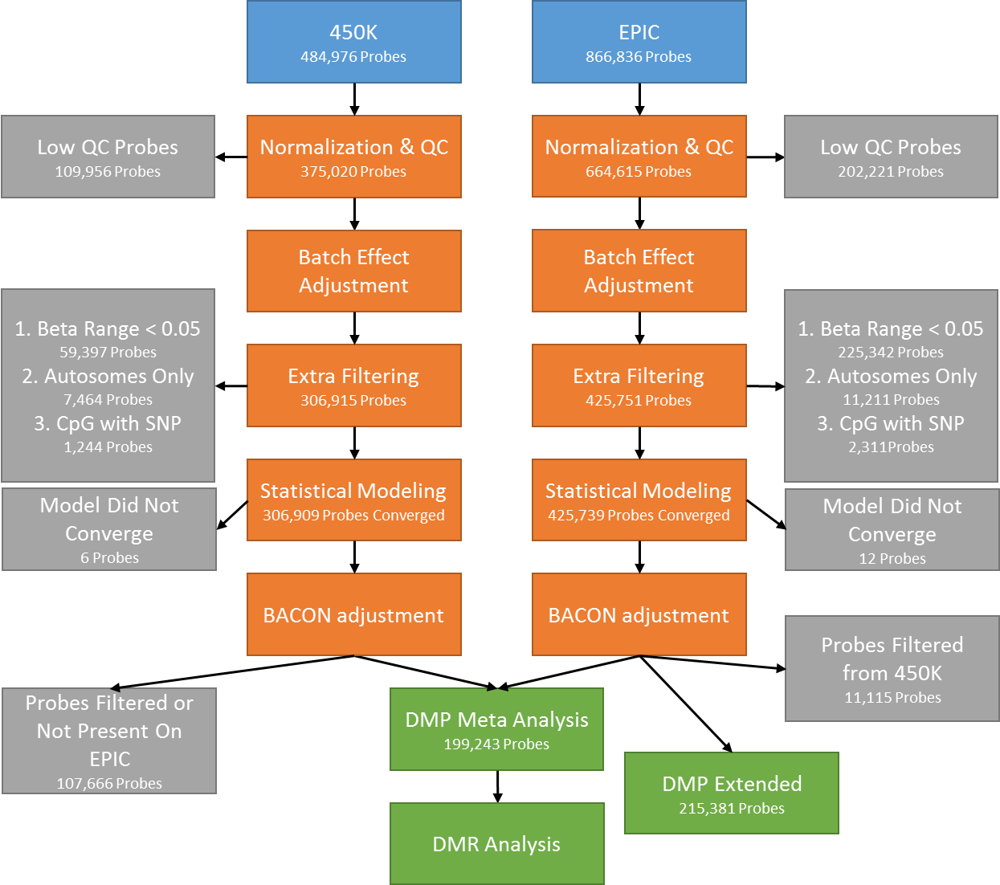 450K
484,976 Probes
EPIC
866,836 Probes
Low QC Probes
109,956 Probes
Normalization & QC
375,020 Probes
Normalization & QC
664,615 Probes
Low QC Probes
202,221 Probes
Batch Effect
Adjustment
Batch Effect
Adjustment
1. Beta Range < 0.05
59,397 Probes
2. Autosomes Only
7,464 Probes
3. CpG with SNP
1,244 Probes
Extra Filtering
306,915 Probes
Extra Filtering
425,751 Probes
1. Beta Range < 0.05
225,342 Probes
2. Autosomes Only
11,211 Probes
3. CpG with SNP
2,311Probes
Model Did Not
Converge
6 Probes
Statistical Modeling
306,909 Probes Converged
Statistical Modeling
425,739 Probes Converged
Model Did Not
Converge
12 Probes
BACON adjustment
BACON adjustment
Probes Filtered
from 450K
11,115 Probes
Probes Filtered or
Not Present On
EPIC
107,666 Probes
DMP Meta Analysis
199,243 Probes
DMP Extended
215,381 Probes
DMR Analysis